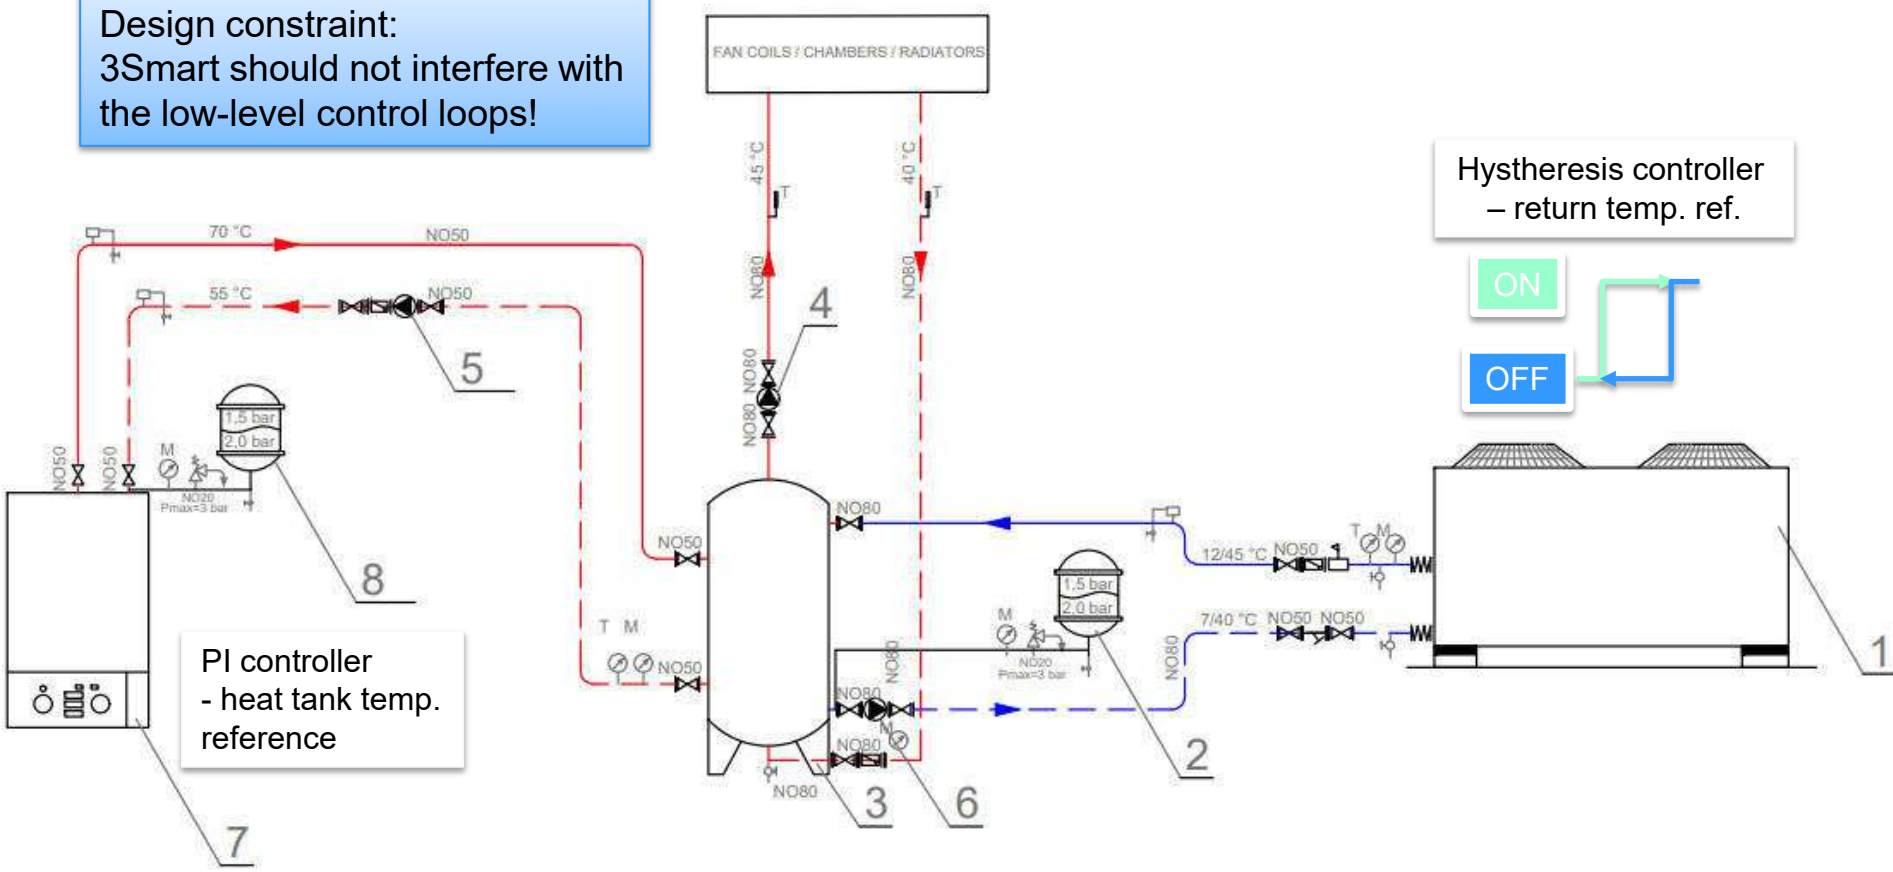 Design constraint:
3Smart should not interfere with
the low-level control loops!
FAN COILS / CHAMBERS / RADIATORS
45 °C
40 °C
T
T
Hystheresis controller
– return temp. ref.
ON
OFF
70 °C
NO50
55 °C
NO50
NO80
NO80
4
5
NO80
NO80
1,5 bar
2,0 bar
M
NO50
NO50
NO20
Pmax=3 bar
8
NO50
NO80
12/45 °C
NO50
T
M
1,5 bar
2,0 bar
7/40 °C
NO50
NO50
T
M
M
NO20
Pmax=3 bar
NO80
NO80
NO50
1
PI controller
- heat tank temp.
reference
NO80
M
NO80
2
NO80
3
6
7